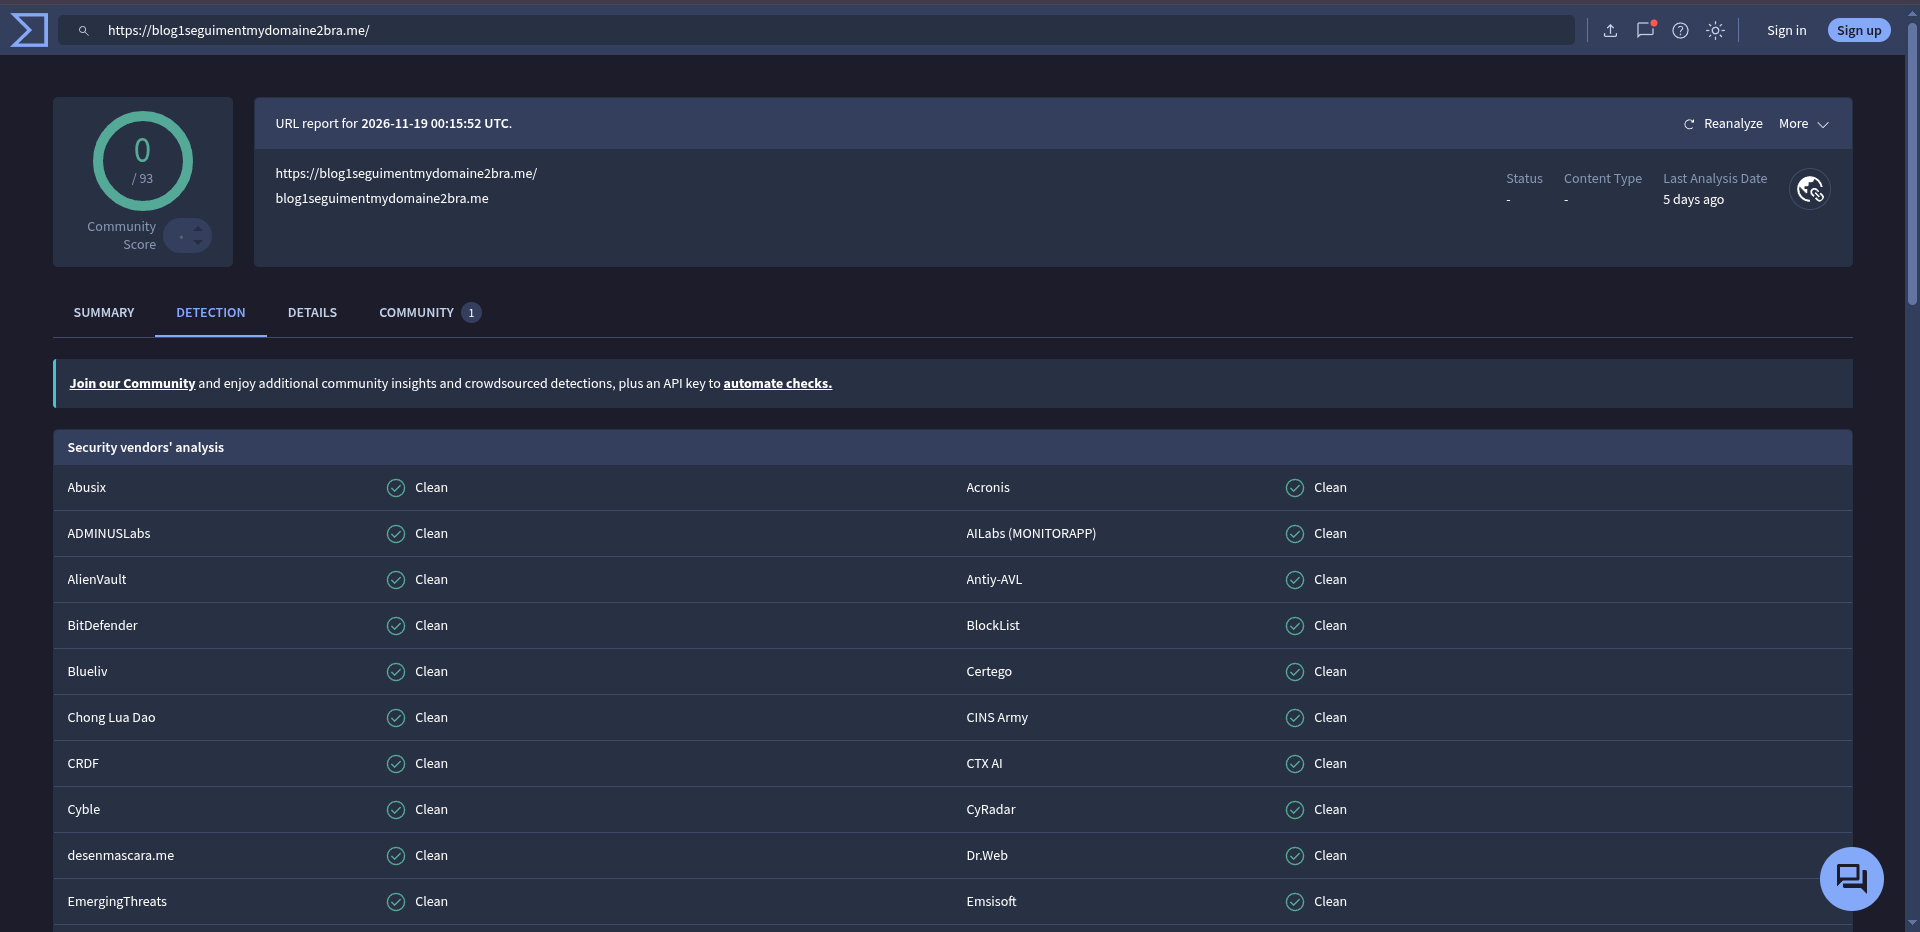 https://blog1seguimentmydomaine2bra.me/
Sign in
Sign up
0
/ 93
Community
Score
URL report for 2026-11-19 00:15:52 UTC.
Reanalyze
More
https://blog1seguimentmydomaine2bra.me/
blog1seguimentmydomaine2bra.me
Status
-
Content Type
-
Last Analysis Date
5 days ago
SUMMARY
DETECTION
DETAILS
COMMUNITY 1
Join our Community and enjoy additional community insights and crowdsourced detections, plus an API key to automate checks.
Security vendors' analysis
Abusix Clean Acronis Clean
ADMINUSLabs Clean AILabs (MONITORAPP) Clean
AlienVault Clean Antiy-AVL Clean
BitDefender Clean BlockList Clean
Blueliv Clean Certego Clean
Chong Lua Dao Clean CINS Army Clean
CRDF Clean CTX AI Clean
Cyble Clean CyRadar Clean
desenmascara.me Clean Dr.Web Clean
EmergingThreats Clean Emsisoft Clean